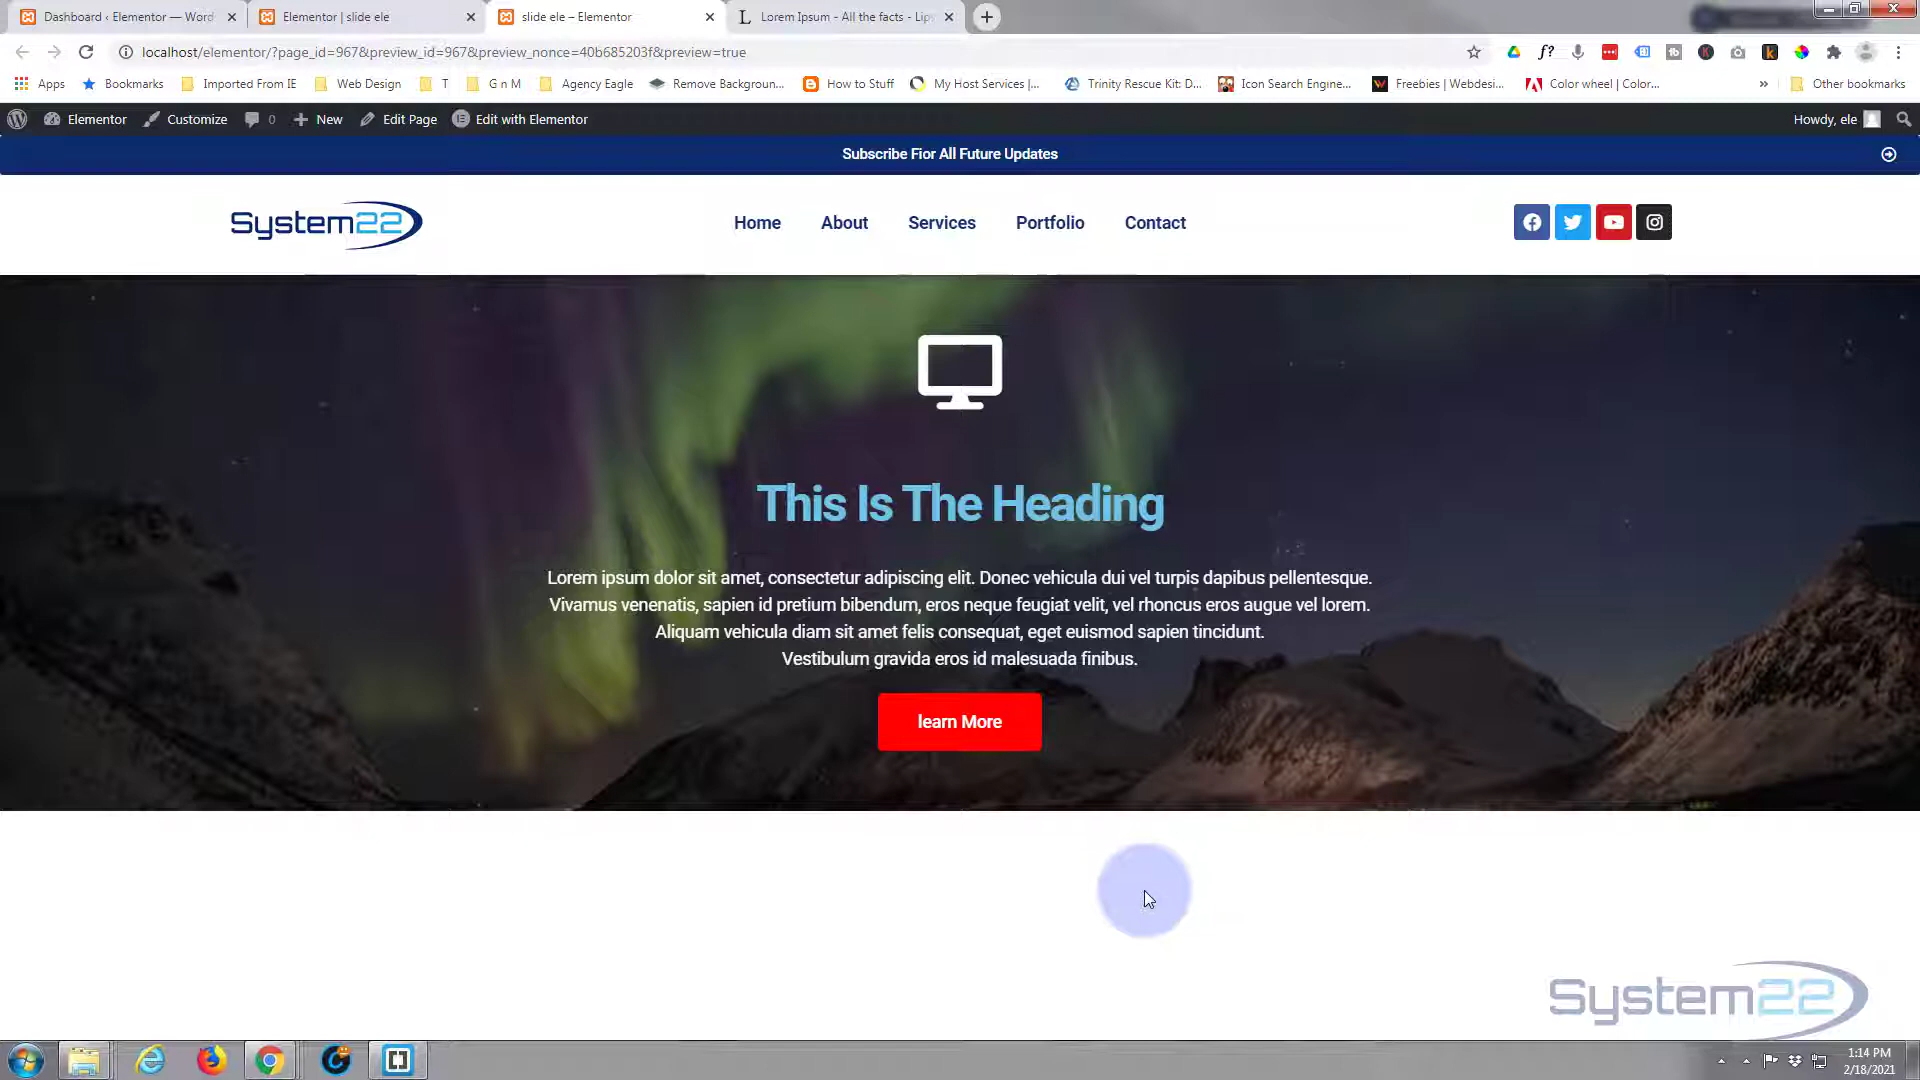 Dashboard ‹ Elementor — Word
Elementor | slide ele
slide ele – Elementor
Lorem Ipsum - All the facts - Lip
localhost/elementor/?page_id=967&preview_id=967&preview_nonce=40b685203f&preview=true
Apps
Bookmarks
Imported From IE
Web Design
T
G n M
Agency Eagle
Remove Backgroun...
How to Stuff
My Host Services |...
Trinity Rescue Kit: D...
Icon Search Engine...
Freebies | Webdesi...
Color wheel | Color...
»
Other bookmarks
Elementor
Customize
0
New
Edit Page
Edit with Elementor
Howdy, ele
Subscribe Fior All Future Updates
System22
Home
About
Services
Portfolio
Contact
This Is The Heading
Lorem ipsum dolor sit amet, consectetur adipiscing elit. Donec vehicula dui vel turpis dapibus pellentesque.
Vivamus venenatis, sapien id pretium bibendum, eros neque feugiat velit, vel rhoncus eros augue vel lorem.
Aliquam vehicula diam sit amet felis consequat, eget euismod sapien tincidunt.
Vestibulum gravida eros id malesuada finibus.
learn More
System22
1:14 PM
2/18/2021